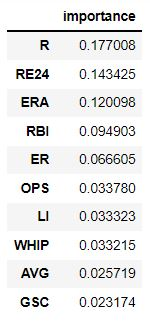 importance
R 0.177008
RE24 0.143425
ERA 0.120098
RBI 0.094903
ER 0.066605
OPS 0.033780
LI 0.033323
WHIP 0.033215
AVG 0.025719
GSC 0.023174